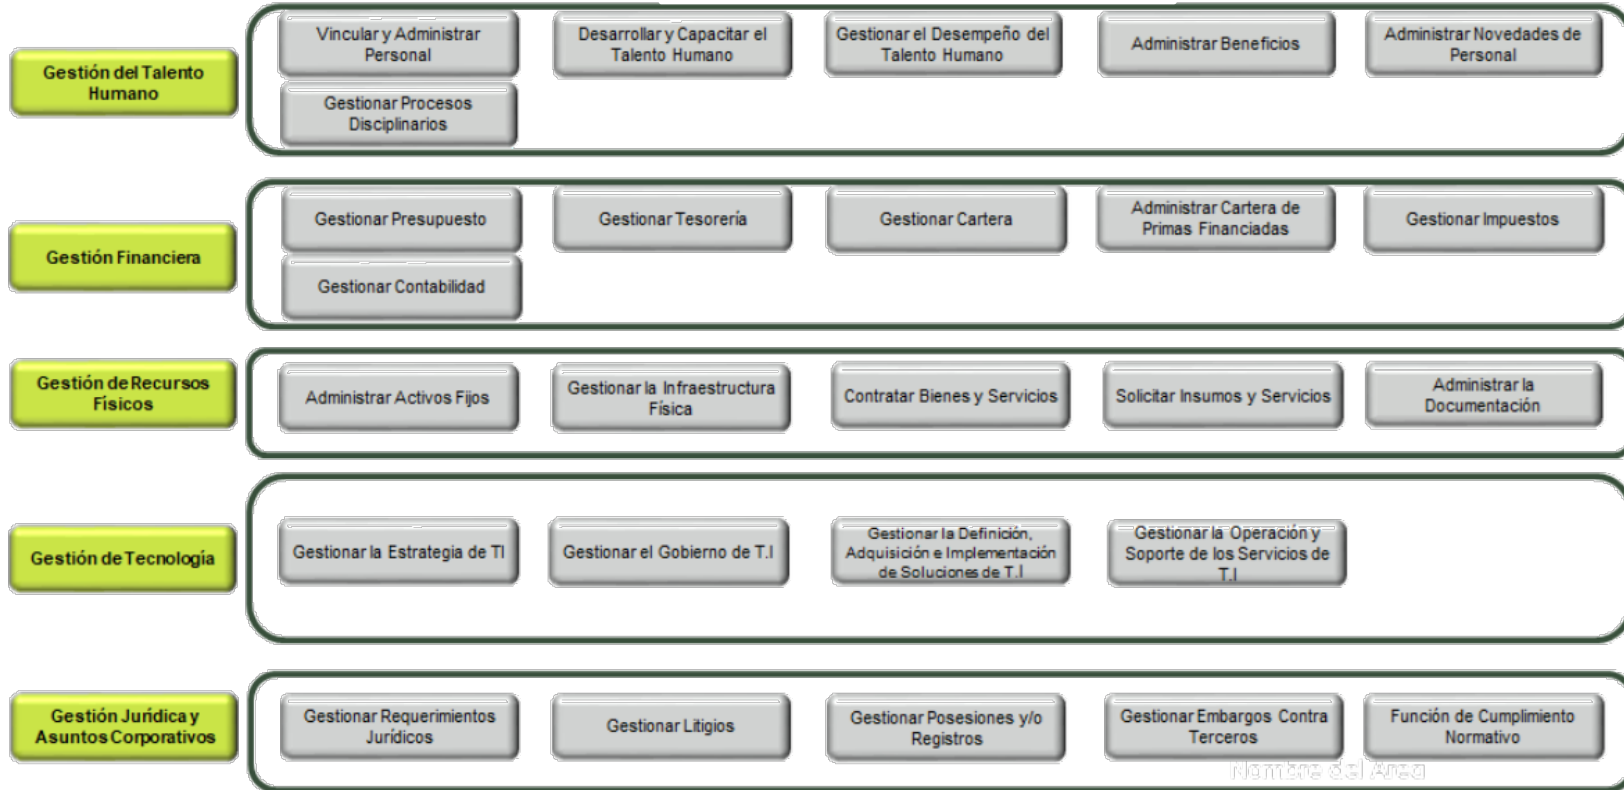 Gestión del Talento
Humano
Vincular y Administrar
Personal
Desarrollar y Capacitar el
Talento Humano
Gestionar el Desempeño del
Talento Humano
Administrar Beneficios
Administrar Novedades de
Personal
Gestionar Procesos
Disciplinarios
Gestión Financiera
Gestionar Presupuesto
Gestionar Tesorería
Gestionar Cartera
Administrar Cartera de
Primas Financiadas
Gestionar Impuestos
Gestionar Contabilidad
Gestión de Recursos
Físicos
Administrar Activos Fijos
Gestionar la Infraestructura
Física
Contratar Bienes y Servicios
Solicitar Insumos y Servicios
Administrar la
Documentación
Gestión de Tecnología
Gestionar la Estrategia de TI
Gestionar el Gobierno de T.I
Gestionar la Definición,
Adquisición e Implementación
de Soluciones de T.I
Gestionar la Operación y
Soporte de los Servicios de
T.I
Gestión Jurídica y
Asuntos Corporativos
Gestionar Requerimientos
Jurídicos
Gestionar Litigios
Gestionar Posesiones y/o
Registros
Gestionar Embargos Contra
Terceros
Función de Cumplimiento
Normativo
Nombre del Area